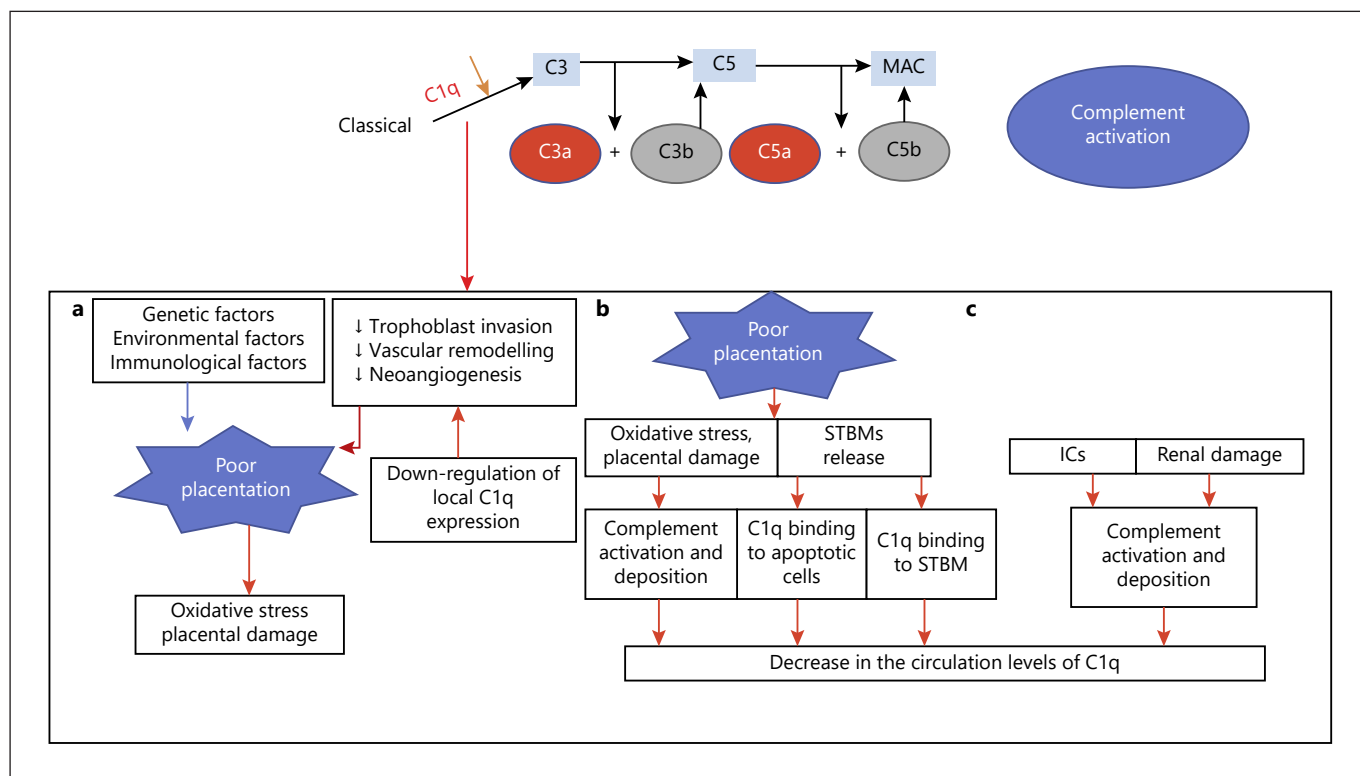 C3
C5
MAC
C1q
Classical
C3a
+
C3b
C5a
+
C5b
Complement
activation
a
Genetic factors
Environmental factors
Immunological factors
↓ Trophoblast invasion
↓ Vascular remodelling
↓ Neoangiogenesis
Poor
placentation
Down-regulation of
local C1q
expression
Oxidative stress
placental damage
b
Poor
placentation
Oxidative stress,
placental damage
STBMs
release
Complement
activation and
deposition
C1q binding
to apoptotic
cells
C1q binding
to STBM
c
ICs
Renal damage
Complement
activation and
deposition
Decrease in the circulation levels of C1q